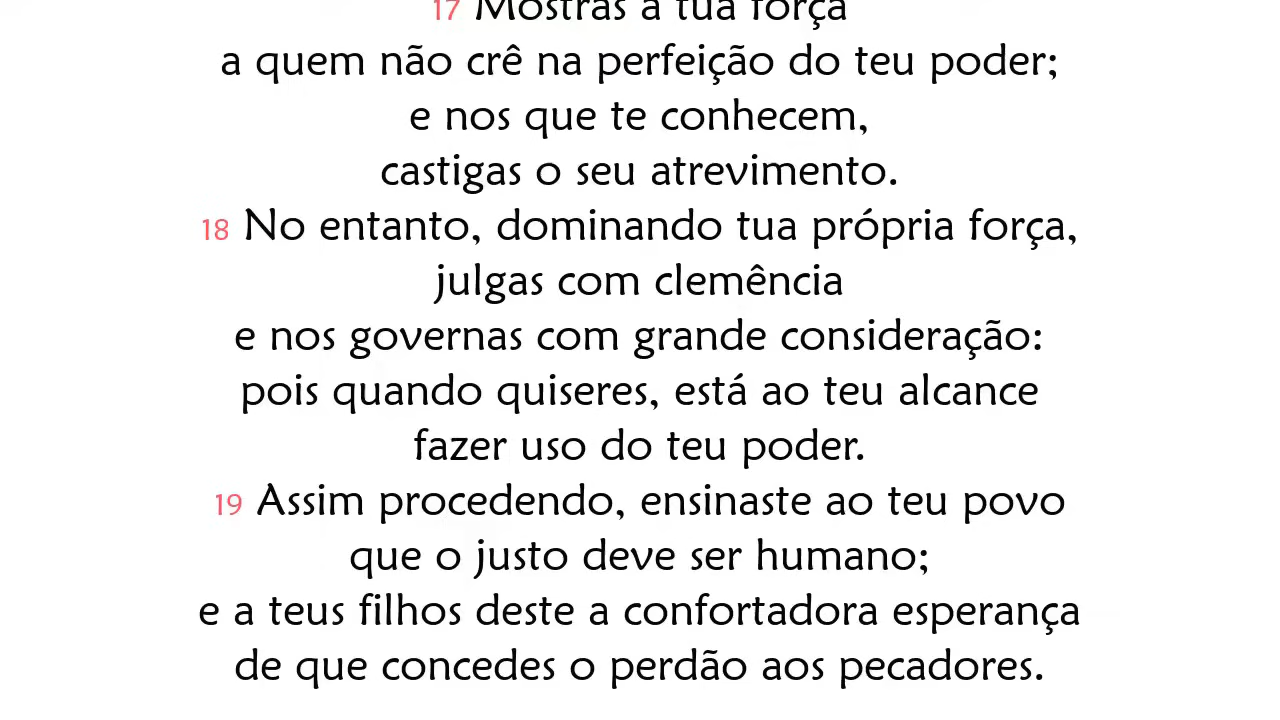 17 Mostras a tua força
a quem não crê na perfeição do teu poder;
e nos que te conhecem,
castigas o seu atrevimento.
18 No entanto, dominando tua própria força,
julgas com clemência
e nos governas com grande consideração:
pois quando quiseres, está ao teu alcance
fazer uso do teu poder.
19 Assim procedendo, ensinaste ao teu povo
que o justo deve ser humano;
e a teus filhos deste a confortadora esperança
de que concedes o perdão aos pecadores.